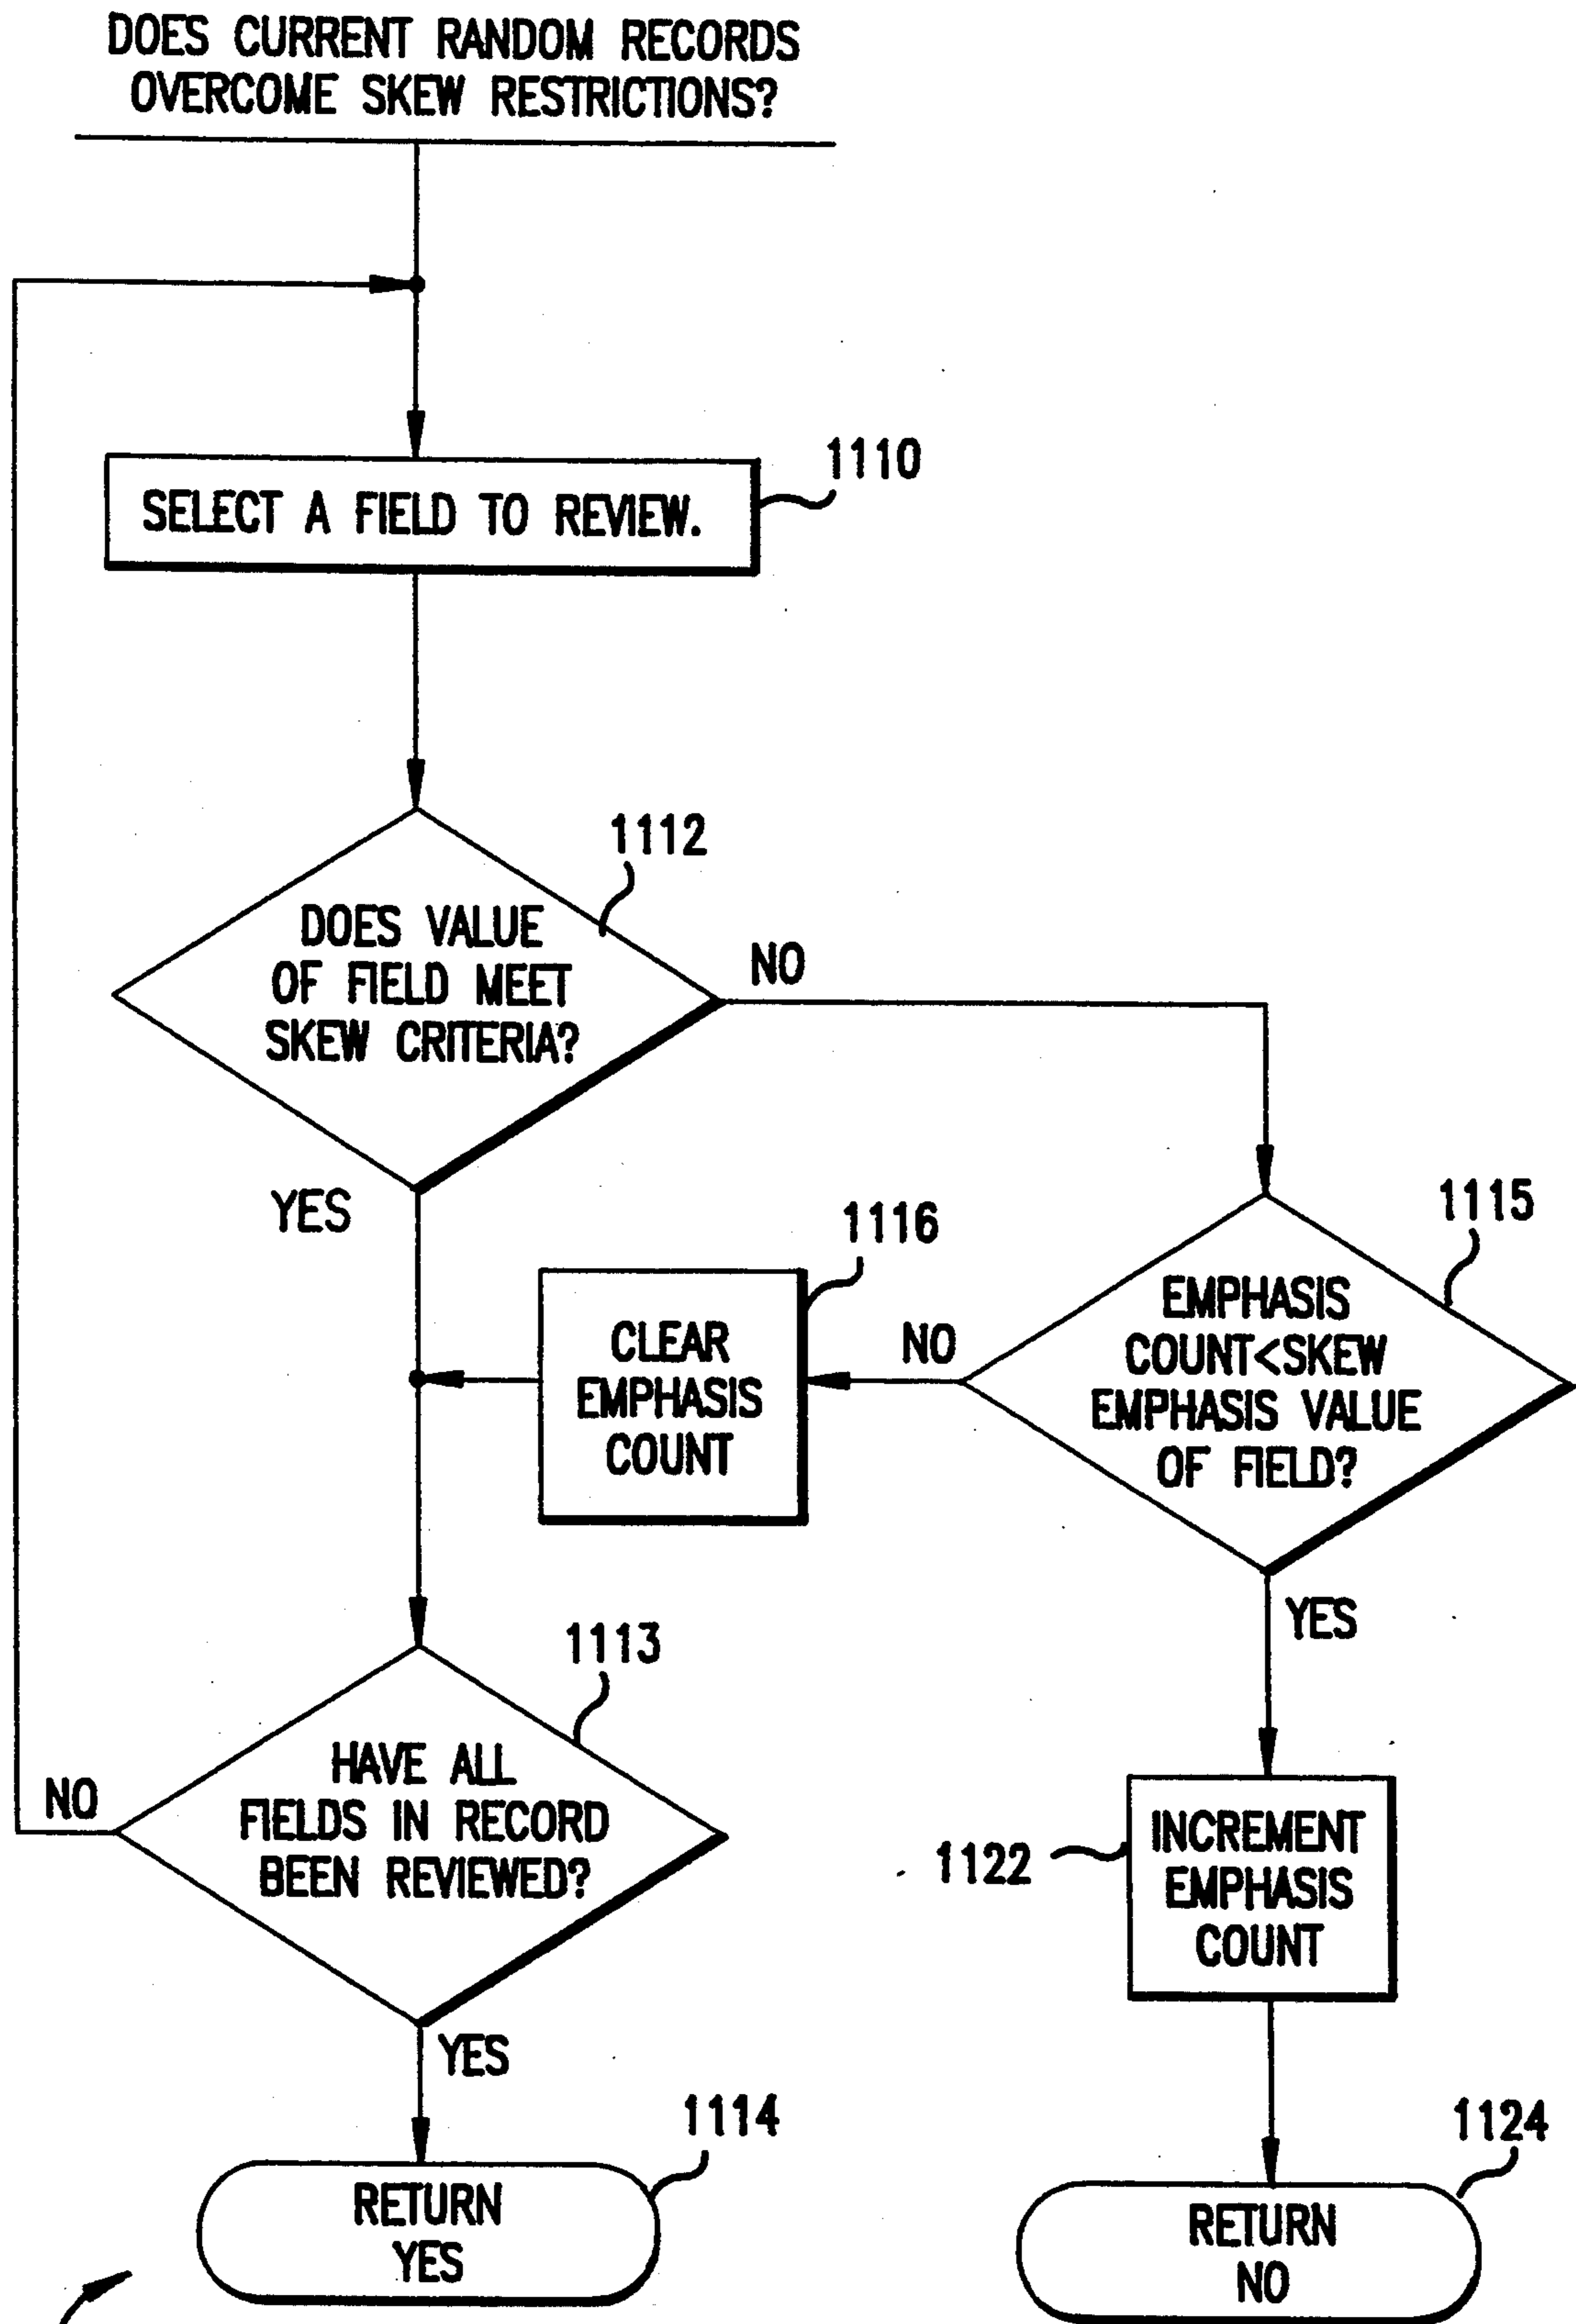 DOES CURRENT RANDOM RECORDS
OVERCOME SKEW RESTRICTIONS?
1110
SELECT A FIELD TO REVIEW.
1112
DOES VALUE
OF FIELD MEET
SKEW CRITERIA?
NO
YES
1116
1115
CLEAR
EMPHASIS
COUNT
NO
EMPHASIS
COUNT<SKEW
EMPHASIS VALUE
OF FIELD?
YES
1113
HAVE ALL
FIELDS IN RECORD
BEEN REVIEWED?
NO
1122
INCREMENT
EMPHASIS
COUNT
YES
1114
1124
RETURN
YES
RETURN
NO